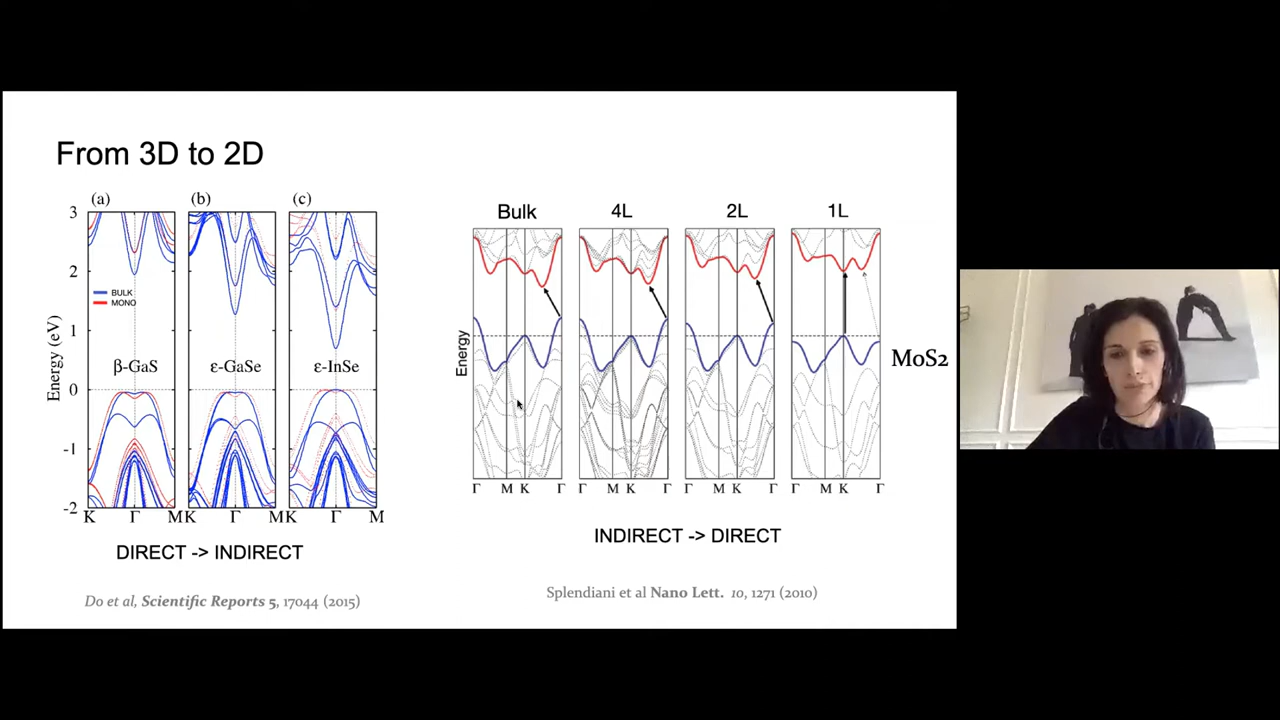 From 3D to 2D
(a) (b) (c)
3
2
1
0
-1
-2
Energy (eV)
BULK
MONO
β-GaS ε-GaSe ε-InSe
K Γ M K Γ M K Γ M
DIRECT -> INDIRECT
Do et al, Scientific Reports 5, 17044 (2015)
Bulk 4L 2L 1L
Energy
MoS2
Γ M K Γ Γ M K Γ Γ M K Γ Γ M K Γ
INDIRECT -> DIRECT
Splendiani et al Nano Lett. 10, 1271 (2010)